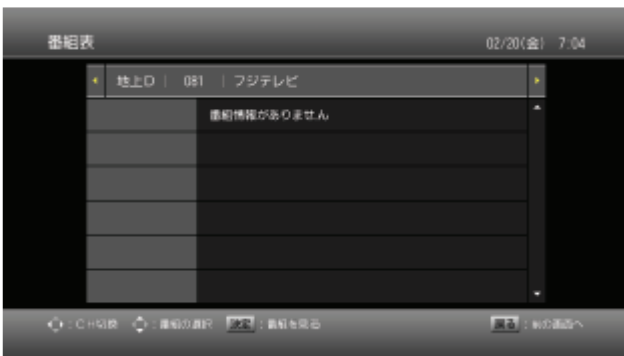 番組表 02/20(金) 7:04
地上D | 081 | フジテレビ
番組情報がありません
:CH切換 :番組の選択 決定 :番組を見る 戻る :前の画面へ